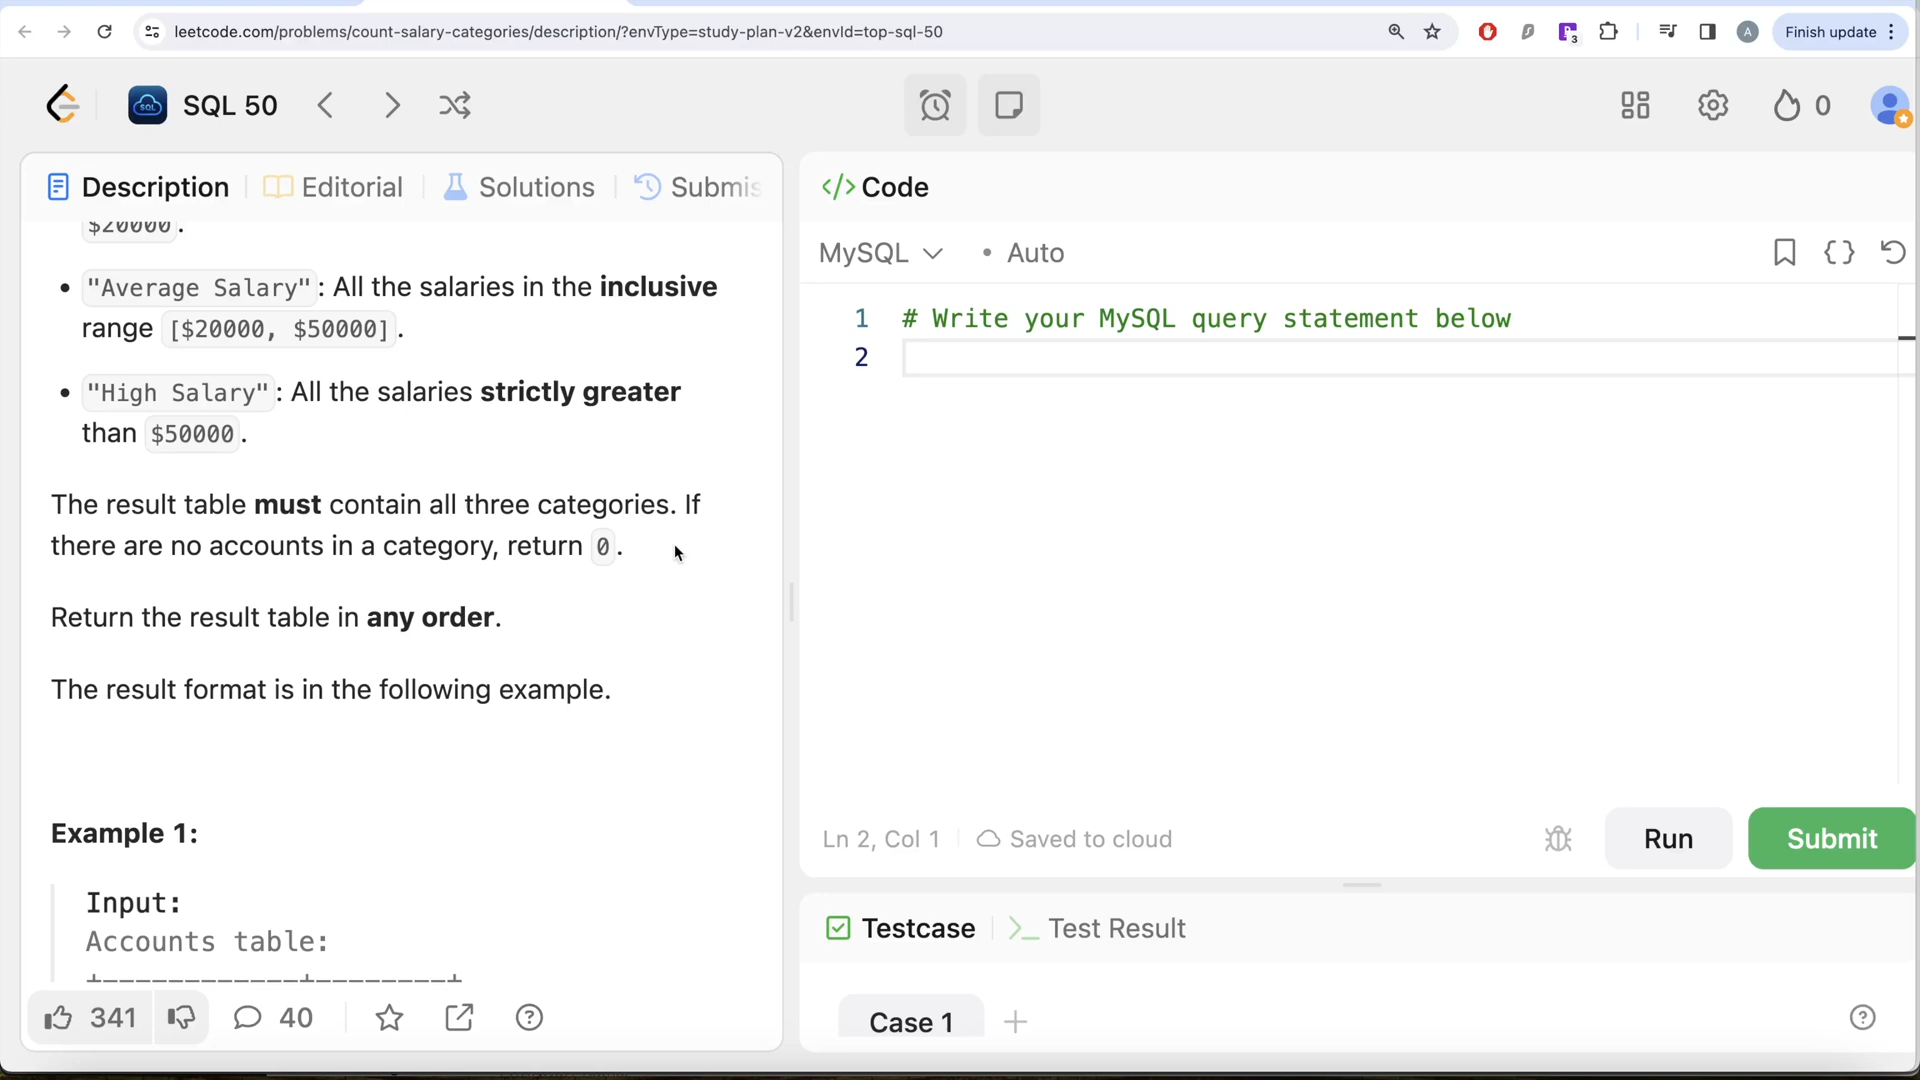 leetcode.com/problems/count-salary-categories/description/?envType=study-plan-v2&envId=top-sql-50
3
A
Finish update
SQL
SQL 50
0
Description
Editorial
Solutions
Submis
Code
$20000.
"Average Salary": All the salaries in the inclusive
range [$20000, $50000].
"High Salary": All the salaries strictly greater
than $50000.
The result table must contain all three categories. If
there are no accounts in a category, return 0.
Return the result table in any order.
The result format is in the following example.
Example 1:
Input:
Accounts table:
+-------------+--------+
341
40
MySQL
Auto
1 # Write your MySQL query statement below
2
Ln 2, Col 1
Saved to cloud
Run
Submit
Testcase
Test Result
Case 1